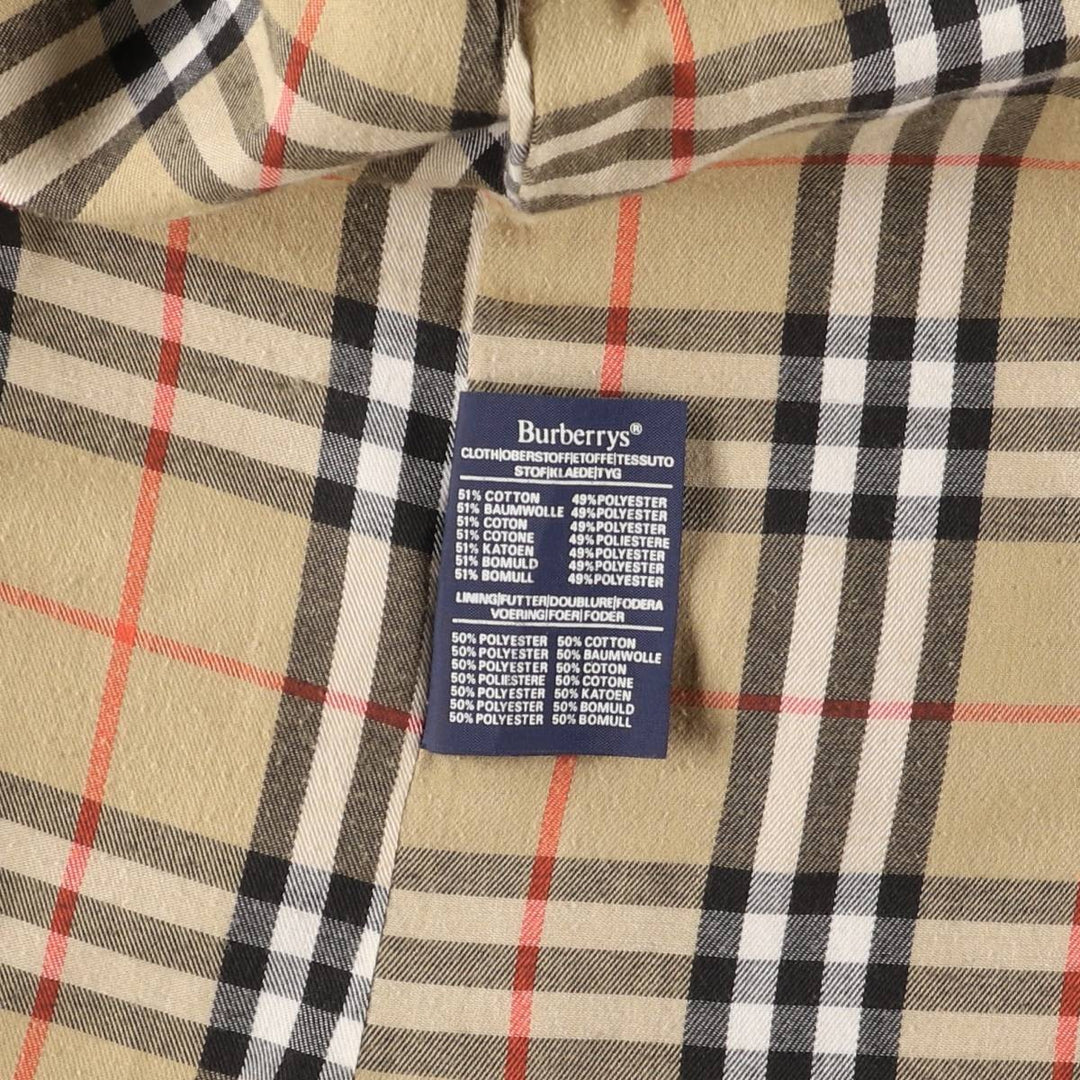 Burberrys®
CLOTH|OBERSTOFF|ETOFFE|TESSUTO
STOF|KLAEDE|TYG
51% COTTON 49%POLYESTER
51% BAUMWOLLE 49%POLYESTER
51% COTON 49%POLYESTER
51% COTONE 49%POLIESTERE
51% KATOEN 49%POLYESTER
51% BOMULD 49%POLYESTER
51% BOMULL 49%POLYESTER
LINING|FUTTER|DOUBLURE|FODERA
VOERING|FOER|FODER
50% POLYESTER 50% COTTON
50% POLYESTER 50% BAUMWOLLE
50% POLYESTER 50% COTON
50% POLIESTERE 50% COTONE
50% POLYESTER 50% KATOEN
50% POLYESTER 50% BOMULD
50% POLYESTER 50% BOMULL